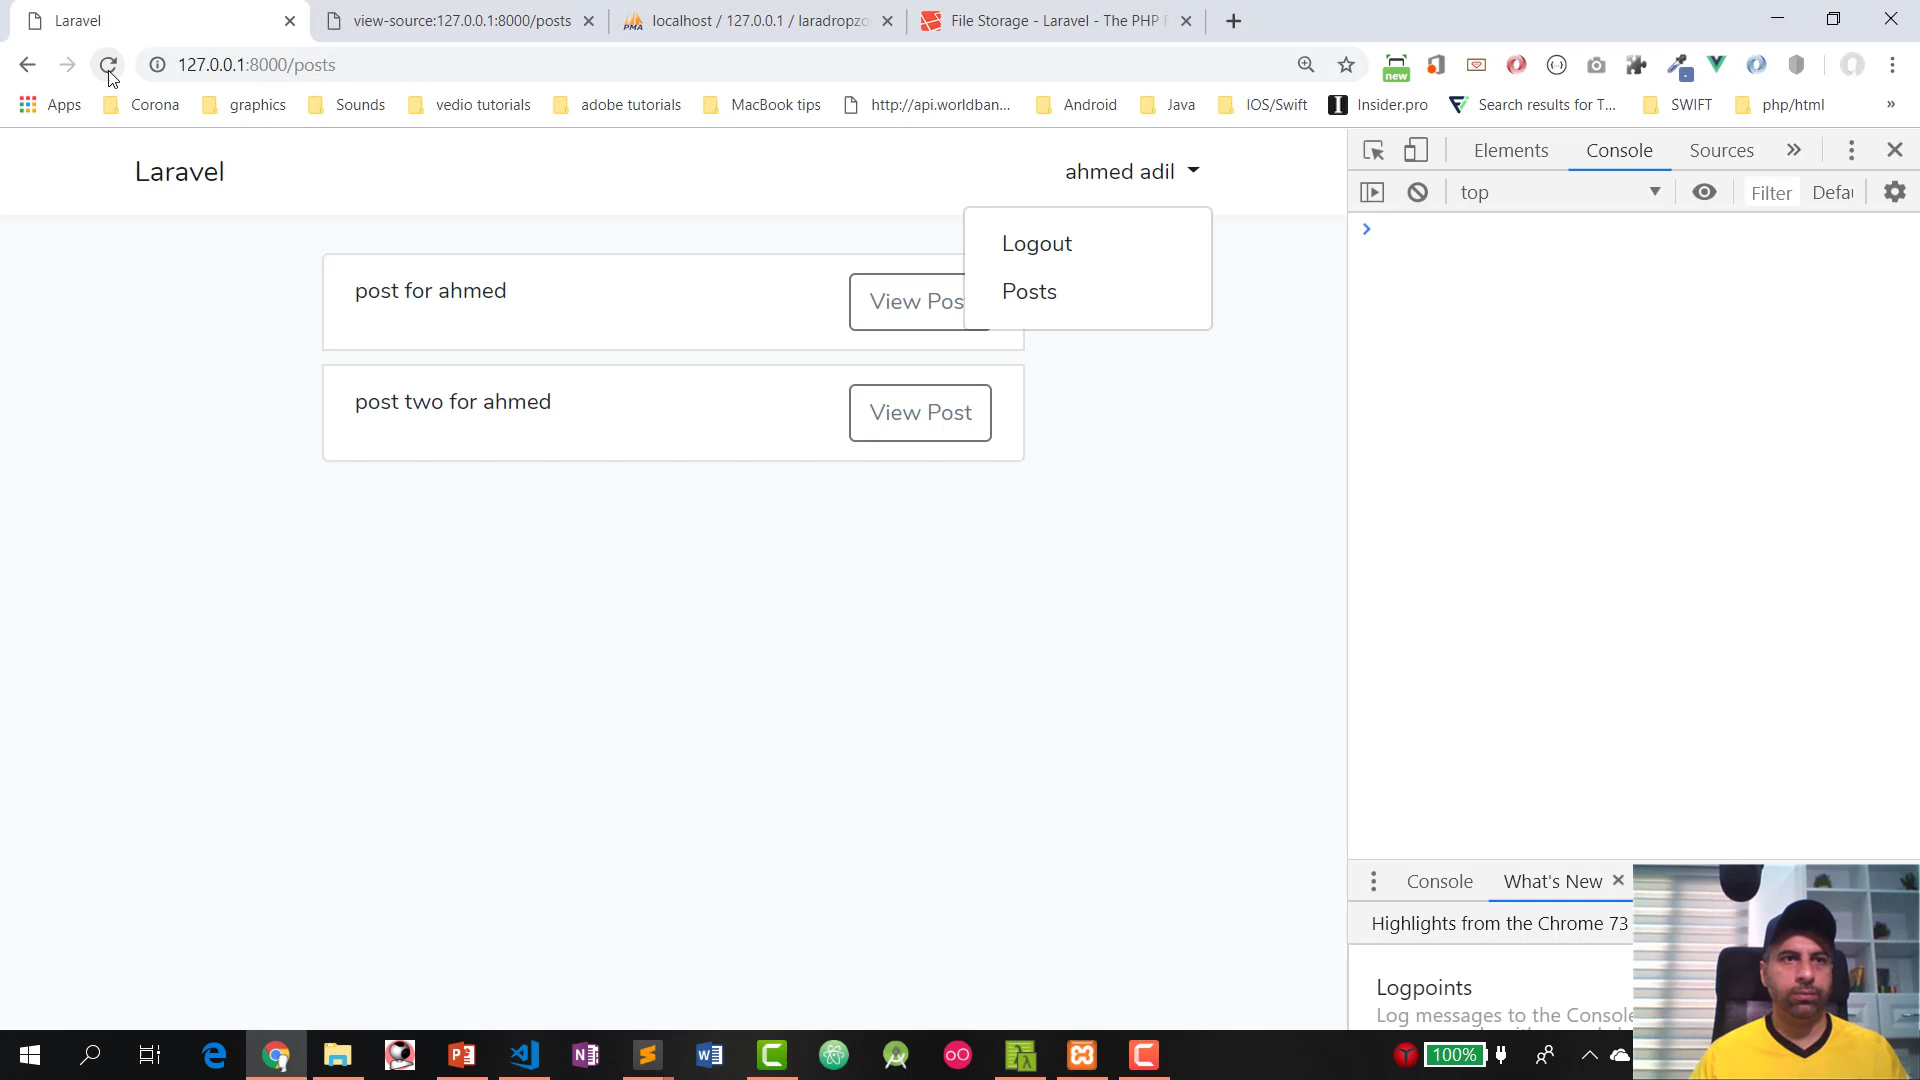 Laravel
view-source:127.0.0.1:8000/posts
localhost / 127.0.0.1 / laradropzo
File Storage - Laravel - The PHP F
127.0.0.1:8000/posts
new
Apps
Corona
graphics
Sounds
vedio tutorials
adobe tutorials
MacBook tips
http://api.worldban...
Android
Java
IOS/Swift
Insider.pro
Search results for T...
SWIFT
php/html
»
Laravel
ahmed adil
Logout
Posts
post for ahmed
View Pos
post two for ahmed
View Post
Elements
Console
Sources
»
top
Filter
Defau
Console
What's New
Highlights from the Chrome 73
Logpoints
Log messages to the Console
100%